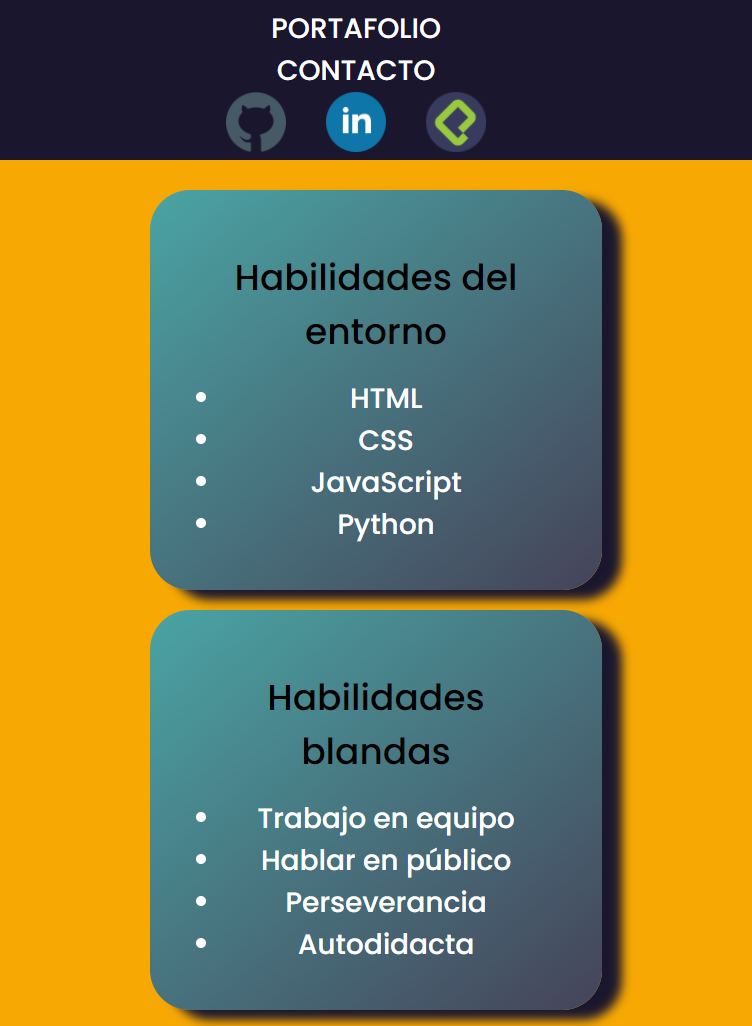 PORTAFOLIO
CONTACTO
in
Habilidades del
entorno
HTML
CSS
JavaScript
Python
Habilidades
blandas
Trabajo en equipo
Hablar en público
Perseverancia
Autodidacta